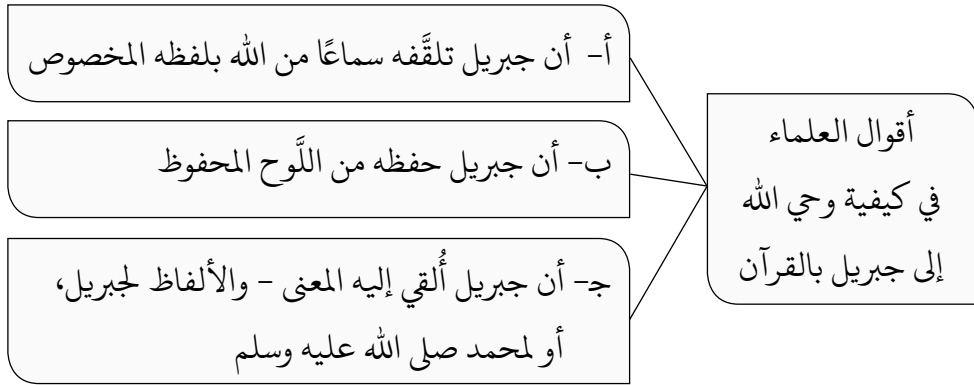 أقوال العلماء
في كيفية وحي الله
إلى جبريل بالقرآن
أ- أن جبريل تلقَّفه سماعًا من الله بلفظه المخصوص
ب- أن جبريل حفظه من اللَّوح المحفوظ
جـ- أن جبريل أُلقي إليه المعنى - والألفاظ لجبريل،
أو لمحمد صلى الله عليه وسلم